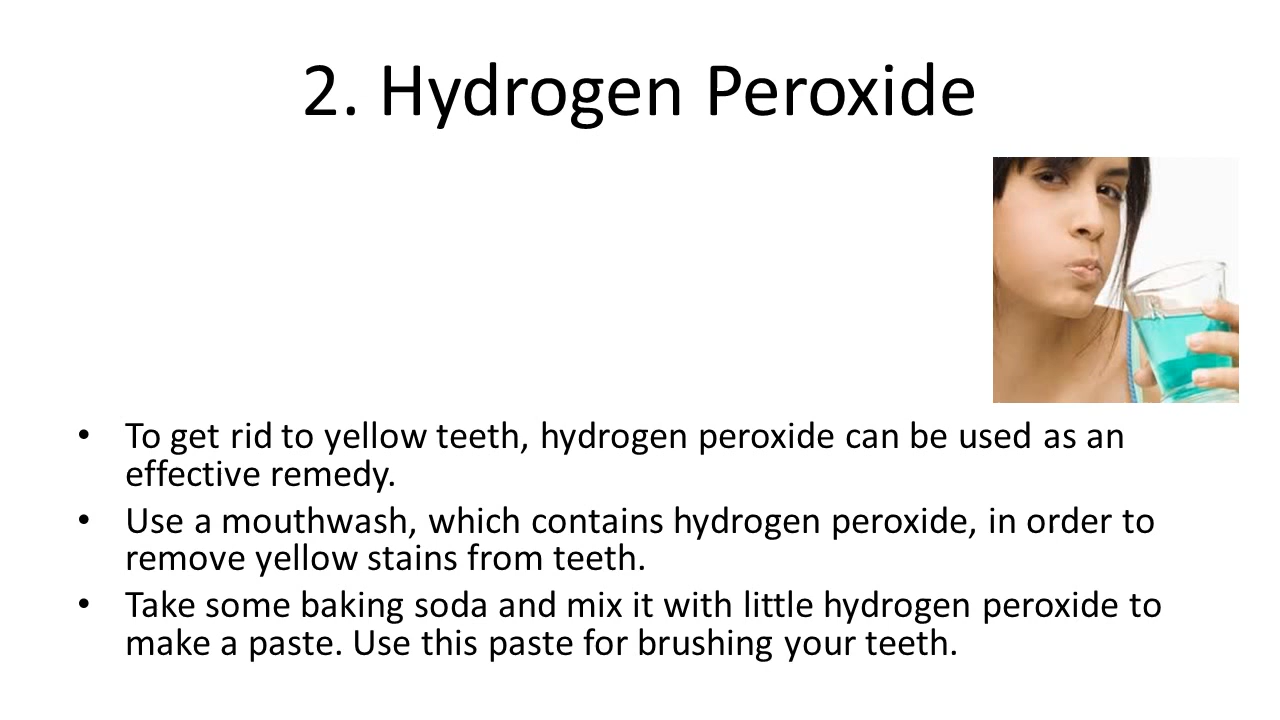 2. Hydrogen Peroxide
• To get rid to yellow teeth, hydrogen peroxide can be used as an
effective remedy.
• Use a mouthwash, which contains hydrogen peroxide, in order to
remove yellow stains from teeth.
• Take some baking soda and mix it with little hydrogen peroxide to
make a paste. Use this paste for brushing your teeth.